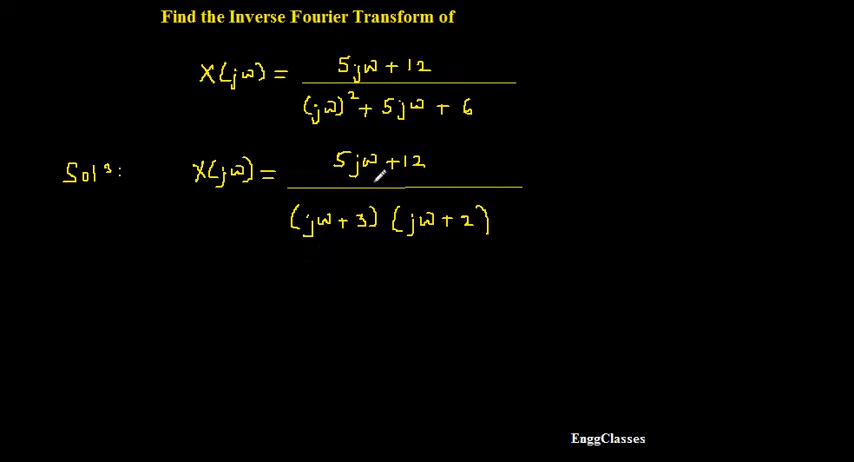 Find the Inverse Fourier Transform of
X(jω) = 5jω + 12
(jω)² + 5jω + 6
Solⁿ: X(jω) = 5jω + 12
(jω + 3) (jω + 2)
EnggClasses